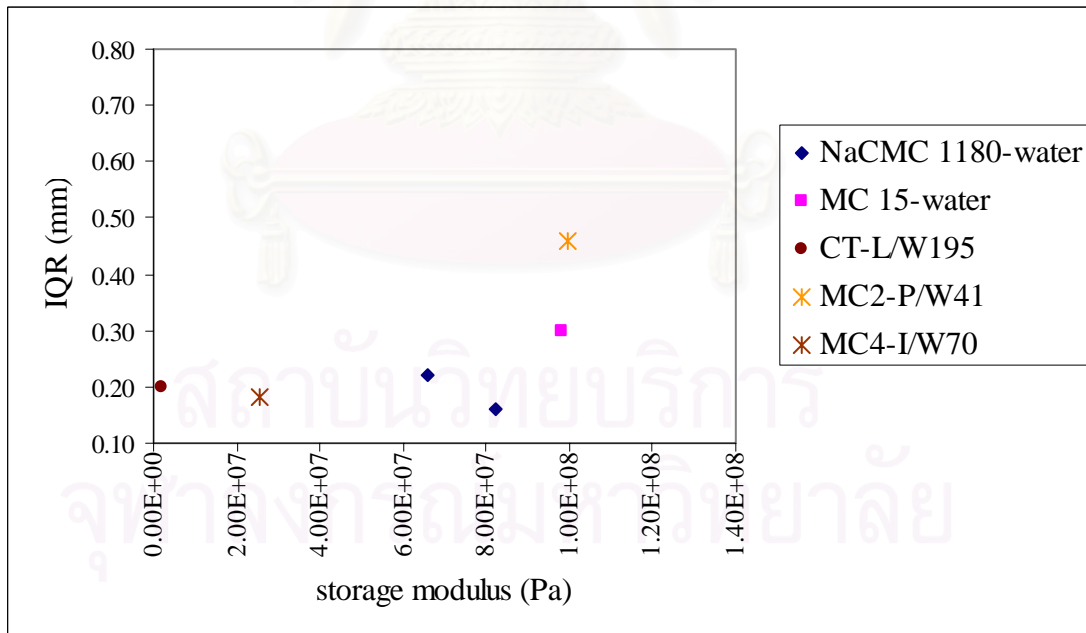 0.80
0.70
0.60
0.50
0.40
0.30
0.20
0.10
IQR (mm)
0.00E+00
2.00E+07
4.00E+07
6.00E+07
8.00E+07
1.00E+08
1.20E+08
1.40E+08
storage modulus (Pa)
NaCMC 1180-water
MC 15-water
CT-L/W195
MC2-P/W41
MC4-I/W70
สถาบันวิทยบริการ
จุฬาลงกรณ์มหาวิทยาลัย